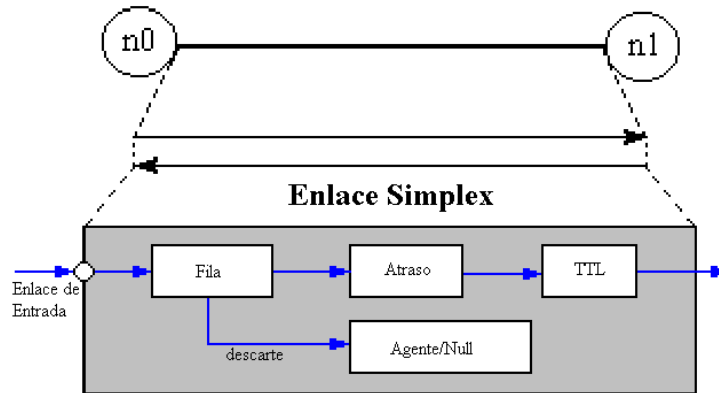 n0
n1
Enlace Simplex
Fila
Atraso
TTL
Enlace de
Entrada
descarte
Agente/Null